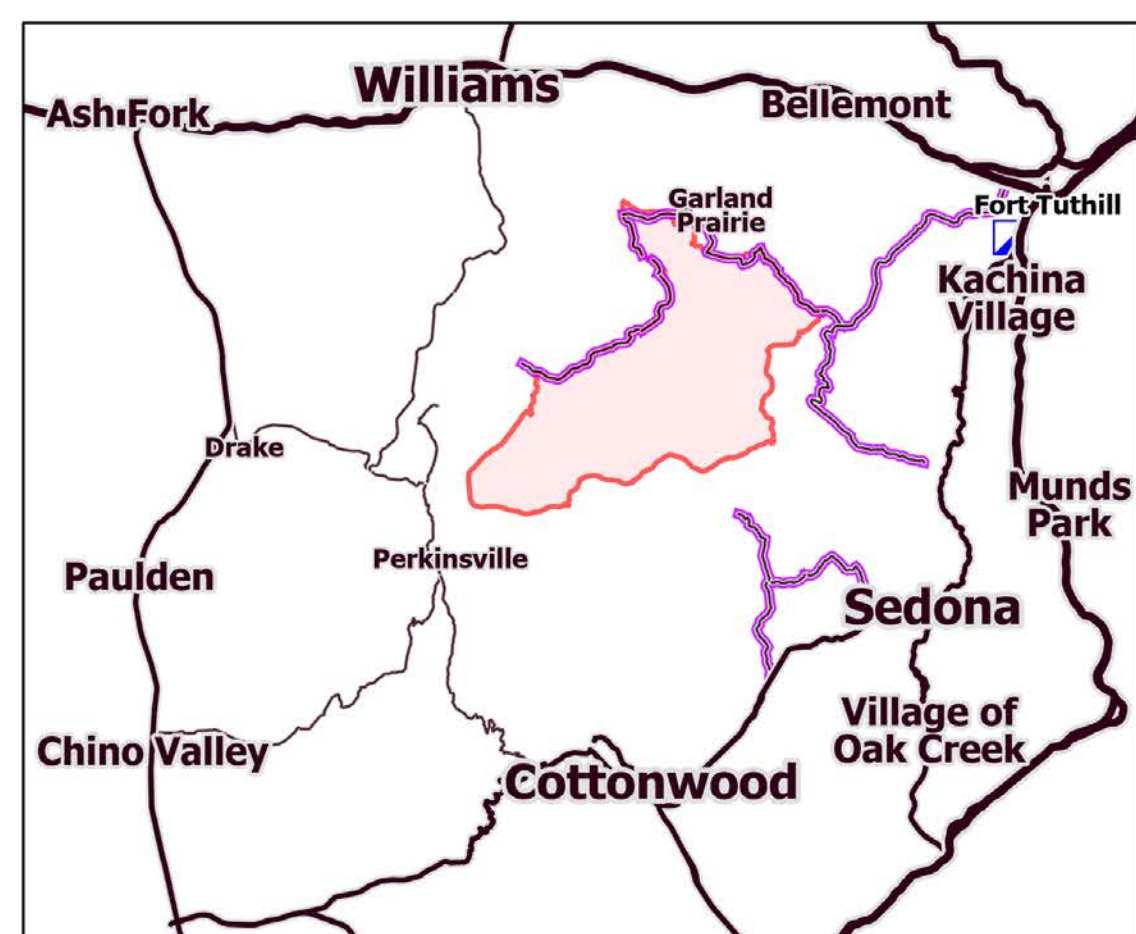 Williams
Ash Fork
Bellemont
Garland
Prairie
Fort Tuthill
Kachina
Village
Drake
Munds
Park
Perkinsville
Paulden
Sedona
Village of
Oak Creek
Chino Valley
Cottonwood